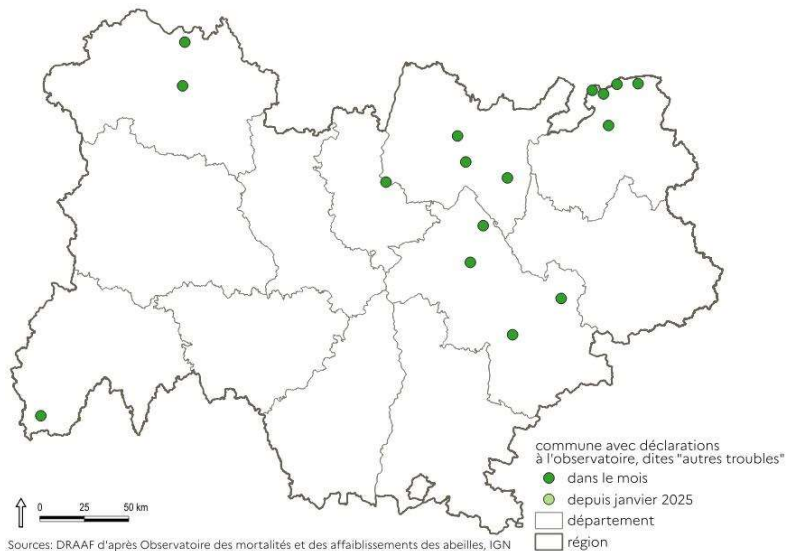 commune avec déclarations
à l'observatoire, dites "autres troubles"
dans le mois
depuis janvier 2025
département
région
0 25 50 km
Sources: DRAAF d'après Observatoire des mortalités et des affaiblissements des abeilles, IGN